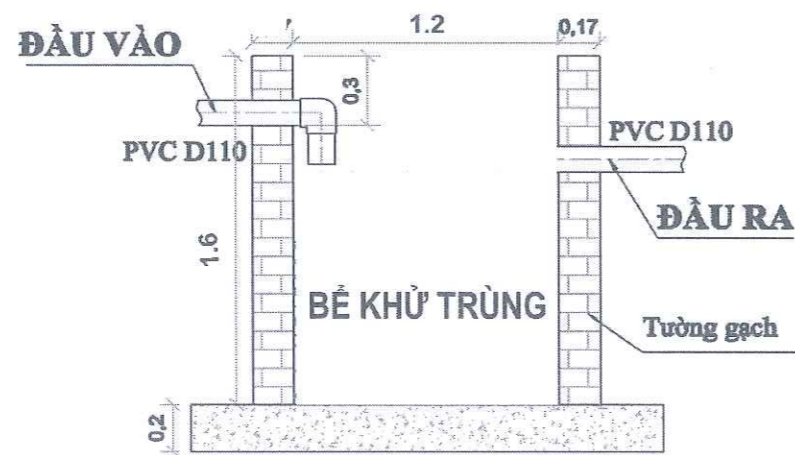 1.2
0,17
ĐẦU VÀO
0,3
PVC D110
PVC D110
ĐẦU RA
1.6
BỂ KHỬ TRÙNG
Tường gạch
0,2